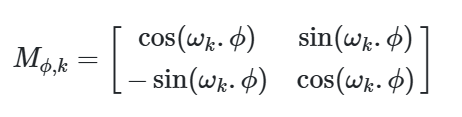 M_{ϕ,k} = [ cos(ω_k. ϕ) sin(ω_k. ϕ)
− sin(ω_k. ϕ) cos(ω_k. ϕ) ]